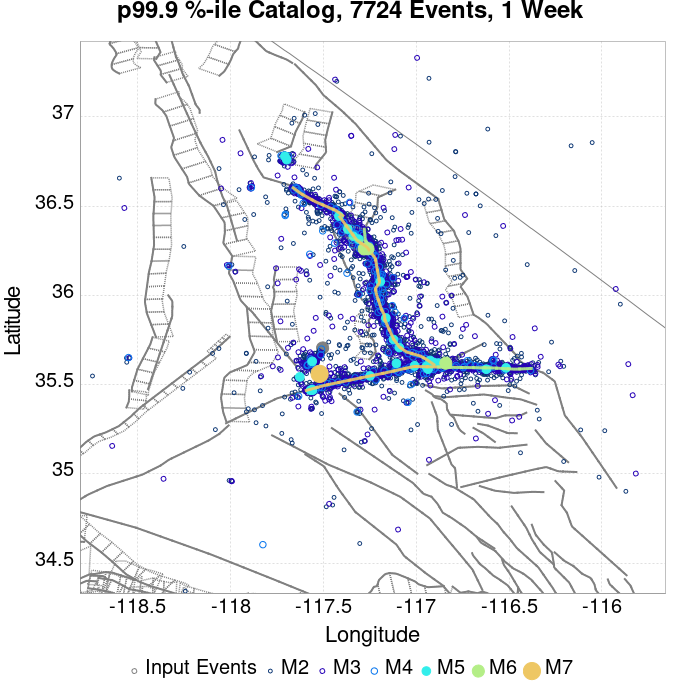 p99.9 %-ile Catalog, 7724 Events, 1 Week
37
36.5
36
35.5
35
34.5
Latitude
-118.5 -118 -117.5 -117 -116.5 -116
Longitude
Input Events M2 M3 M4 M5 M6 M7